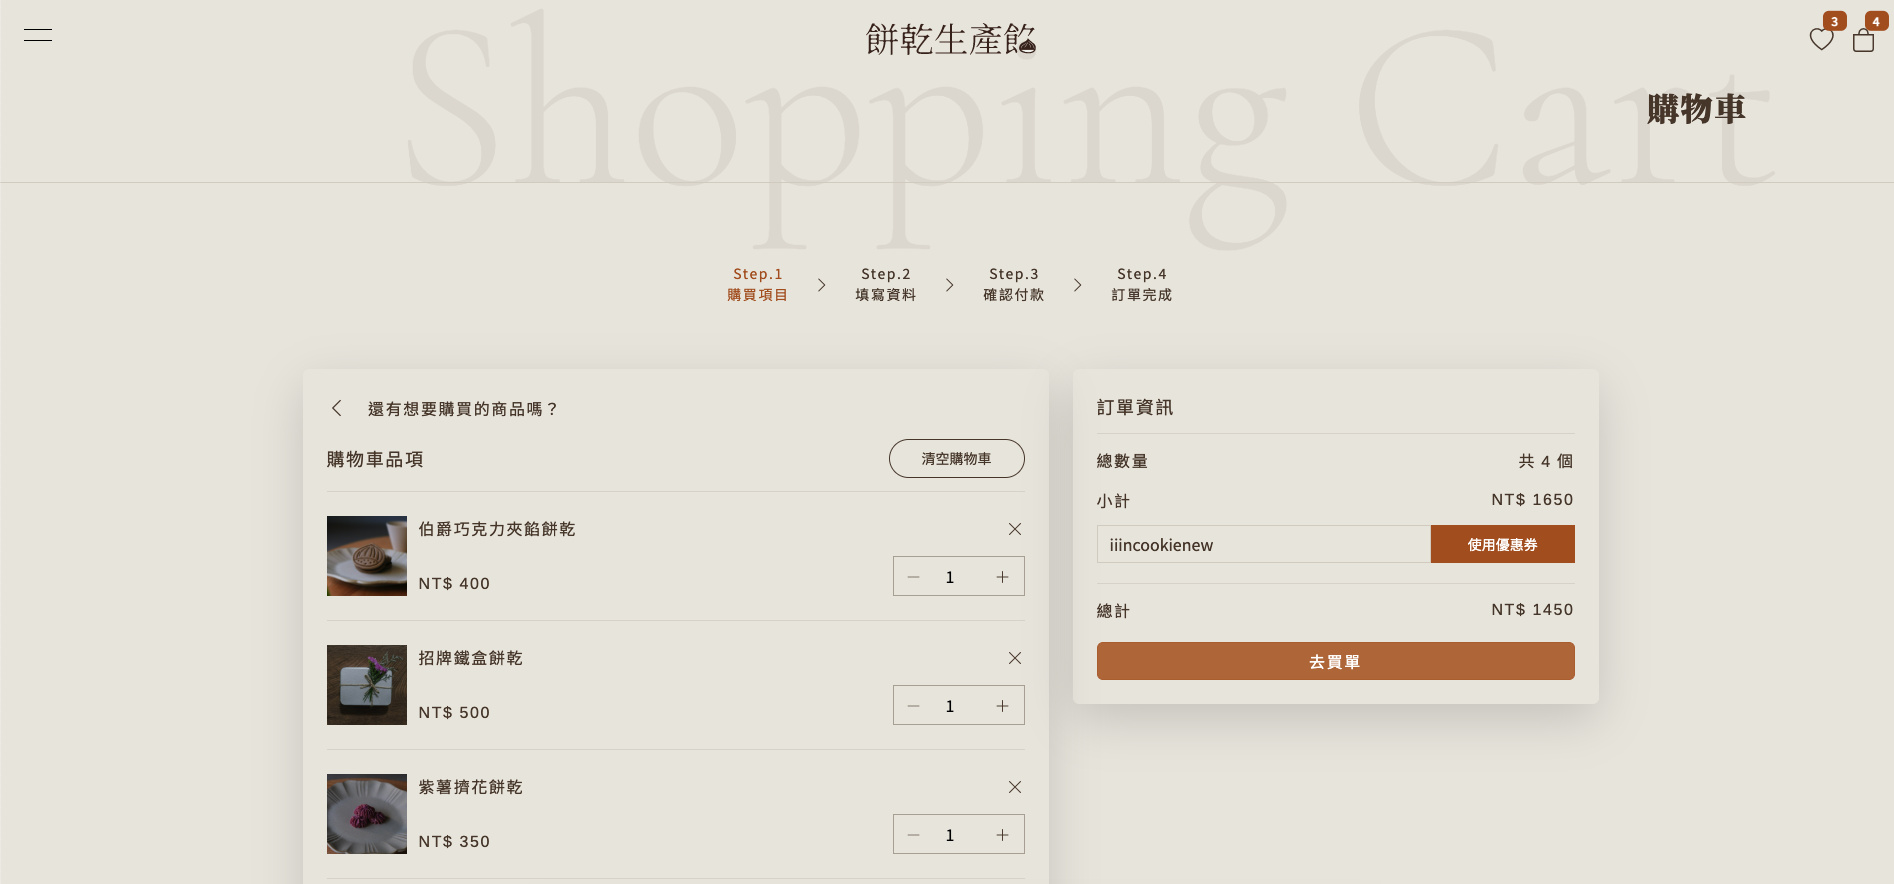 餅乾生產飲
3
4
Shopping Cart
購物車
Step.1
購買項目
Step.2
填寫資料
Step.3
確認付款
Step.4
訂單完成
還有想要購買的商品嗎？
購物車品項
清空購物車
伯爵巧克力夾餡餅乾
NT$ 400
1
招牌鐵盒餅乾
NT$ 500
1
紫薯擠花餅乾
NT$ 350
1
訂單資訊
總數量
共 4 個
小計
NT$ 1650
iiincookienew
使用優惠券
總計
NT$ 1450
去買單